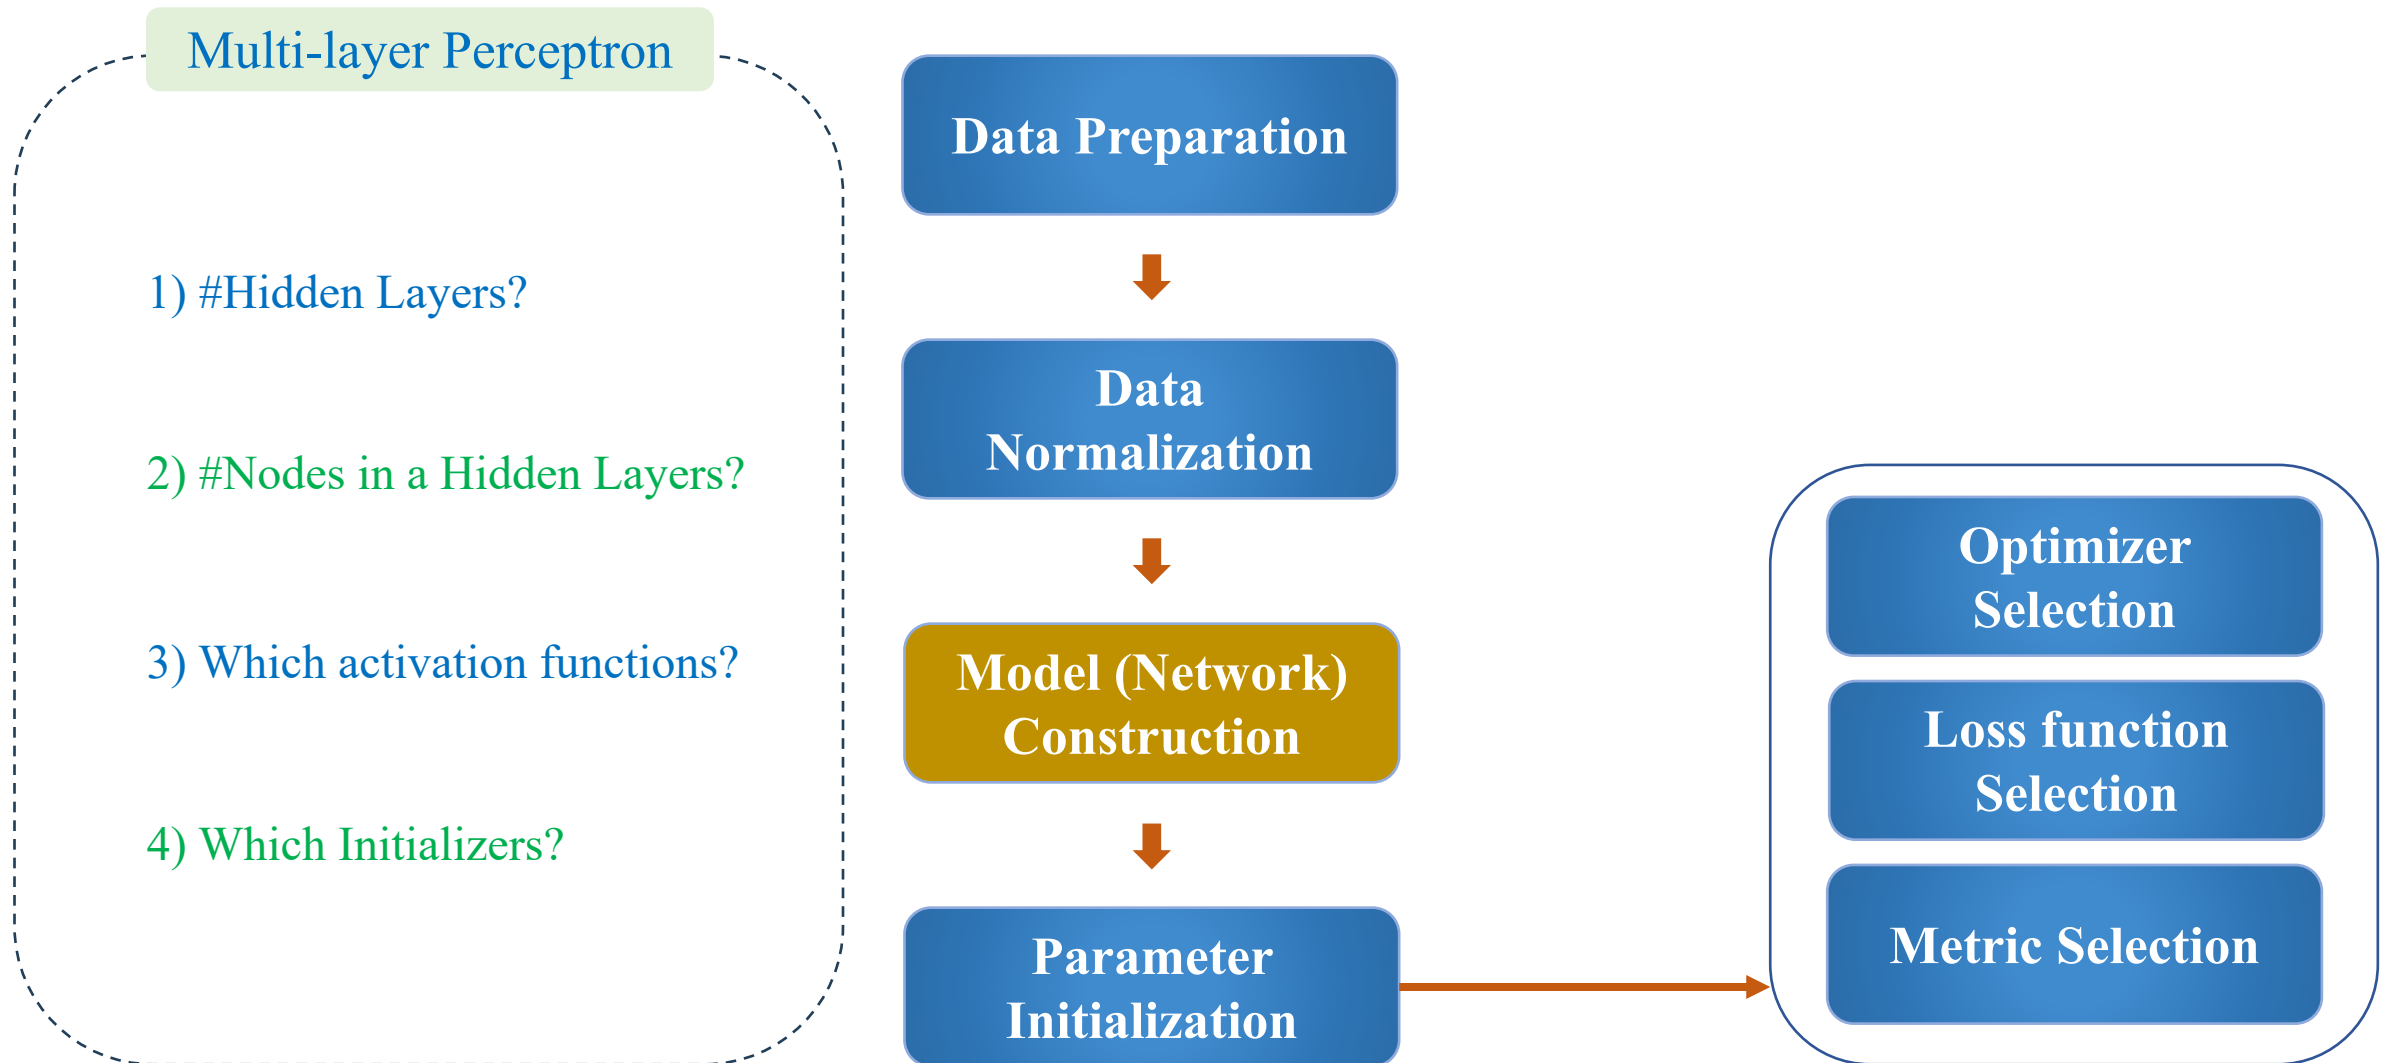 Multi-layer Perceptron
1) #Hidden Layers?
2) #Nodes in a Hidden Layers?
3) Which activation functions?
4) Which Initializers?
Data Preparation
Data
Normalization
Model (Network)
Construction
Parameter
Initialization
Optimizer
Selection
Loss function
Selection
Metric Selection